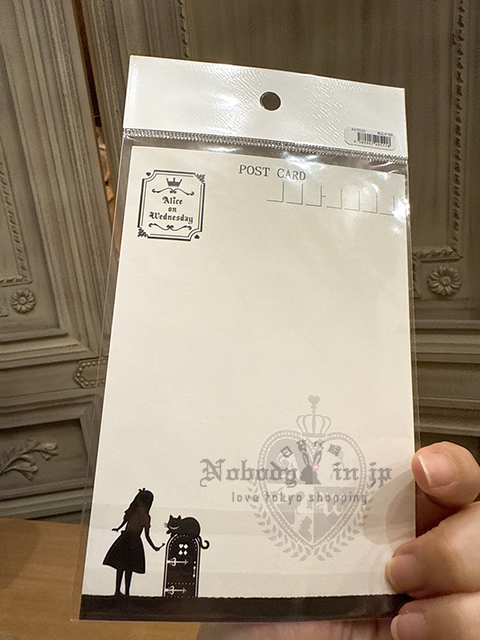 POST CARD
Alice
on
Wednesday
Nobody in jp
love tokyo shopping